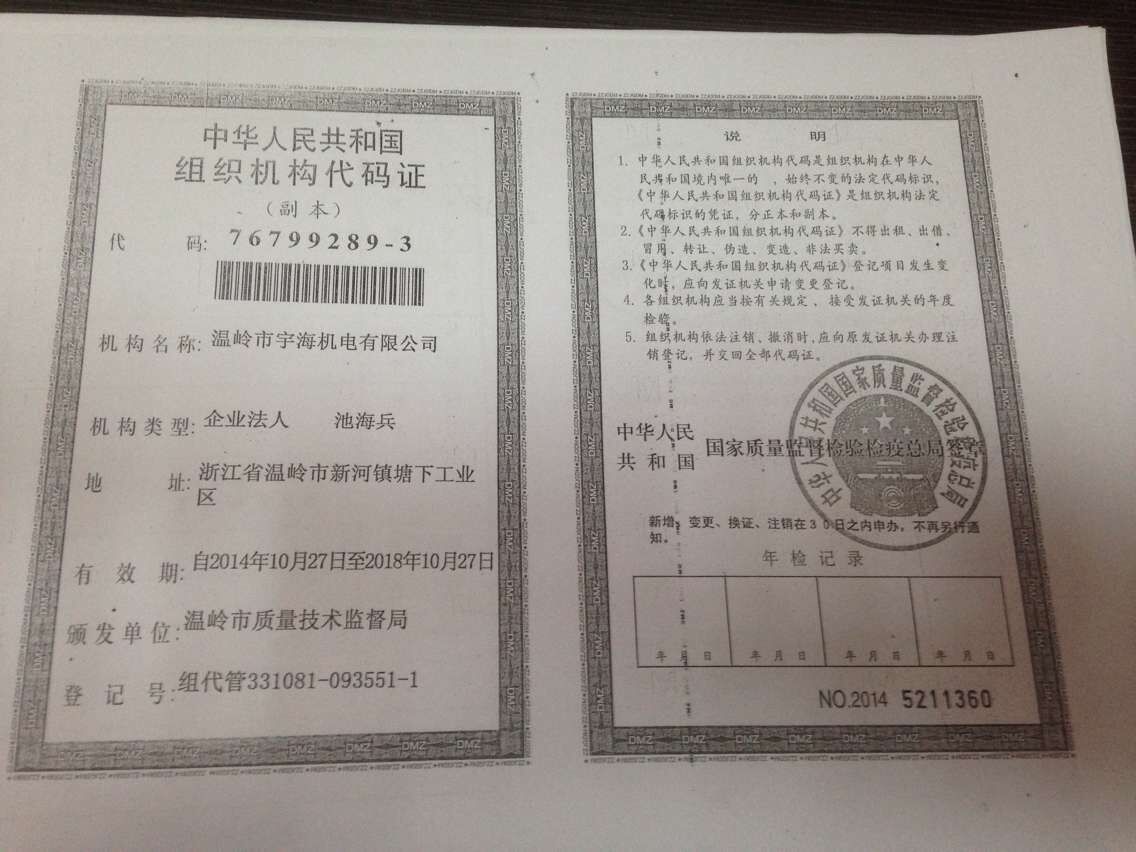 中华人民共和国
组织机构代码证
（副本）
代 码: 76799289-3
机构名称: 温岭市宇海机电有限公司
机构类型: 企业法人 池海兵
地 址: 浙江省温岭市新河镇塘下工业
区
有 效 期: 自2014年10月27日至2018年10月27日
颁发单位: 温岭市质量技术监督局
登 记 号: 组代管331081-093551-1
说 明
1. 中华人民共和国组织机构代码是组织机构在中华人
民共和国境内唯一的 、始终不变的法定代码标识，
《中华人民共和国组织机构代码证》是组织机构法定
代码标识的凭证，分正本和副本。
2.《中华人民共和国组织机构代码证》不得出租、出借、
冒用、转让、伪造、变造、非法买卖。
3.《中华人民共和国组织机构代码证》登记项目发生变
化时，应向发证机关申请变更登记。
4. 各组织机构应当按有关规定 、接受发证机关的年度
检验。
5. 组织机构依法注销、撤消时，应向原发证机关办理注
销登记，并交回全部代码证。
中华人民共和国国家质量监督检验检疫总局
中华人民
共和国 国家质量监督检验检疫总局签章
新增、变更、换证、注销在30日之内申办，不再另行通
知。
年检记录
年 月 日 年 月 日 年 月 日 年 月 日
NO.2014 5211360